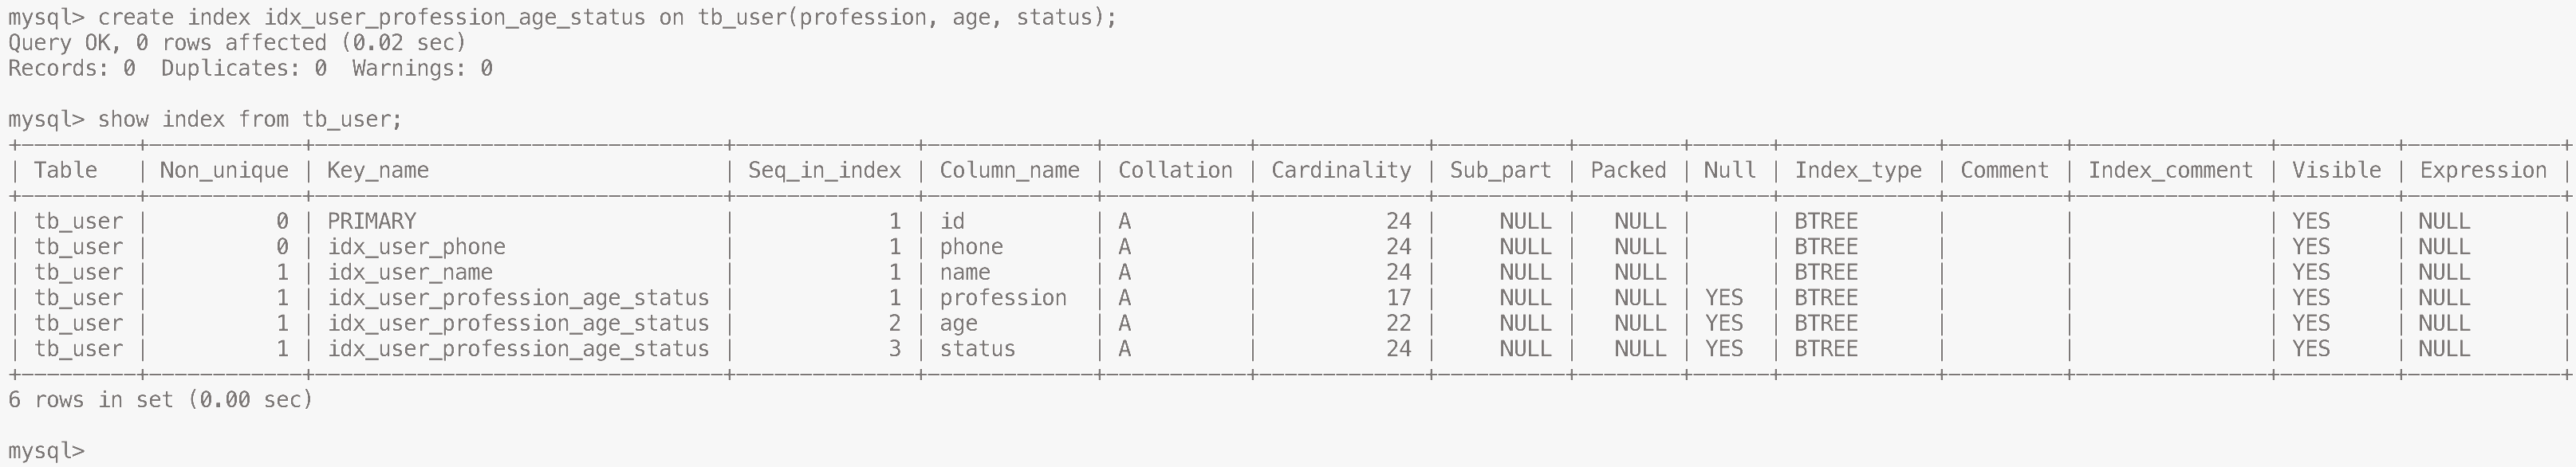 mysql> create index idx_user_profession_age_status on tb_user(profession, age, status);
Query OK, 0 rows affected (0.02 sec)
Records: 0  Duplicates: 0  Warnings: 0

mysql> show index from tb_user;
+----------+------------+--------------------------------+--------------+-------------+-----------+-------------+----------+--------+------+------------+---------+---------------+---------+------------+
| Table   | Non_unique | Key_name                       | Seq_in_index | Column_name | Collation | Cardinality | Sub_part | Packed | Null | Index_type | Comment | Index_comment | Visible | Expression |
+----------+------------+--------------------------------+--------------+-------------+-----------+-------------+----------+--------+------+------------+---------+---------------+---------+------------+
| tb_user |          0 | PRIMARY                        |            1 | id          | A         |          24 |     NULL |   NULL |      | BTREE      |         |               | YES     | NULL       |
| tb_user |          0 | idx_user_phone                 |            1 | phone       | A         |          24 |     NULL |   NULL |      | BTREE      |         |               | YES     | NULL       |
| tb_user |          1 | idx_user_name                  |            1 | name        | A         |          24 |     NULL |   NULL |      | BTREE      |         |               | YES     | NULL       |
| tb_user |          1 | idx_user_profession_age_status |            1 | profession  | A         |          17 |     NULL |   NULL | YES  | BTREE      |         |               | YES     | NULL       |
| tb_user |          1 | idx_user_profession_age_status |            2 | age         | A         |          22 |     NULL |   NULL | YES  | BTREE      |         |               | YES     | NULL       |
| tb_user |          1 | idx_user_profession_age_status |            3 | status      | A         |          24 |     NULL |   NULL | YES  | BTREE      |         |               | YES     | NULL       |
+----------+------------+--------------------------------+--------------+-------------+-----------+-------------+----------+--------+------+------------+---------+---------------+---------+------------+
6 rows in set (0.00 sec)

mysql>